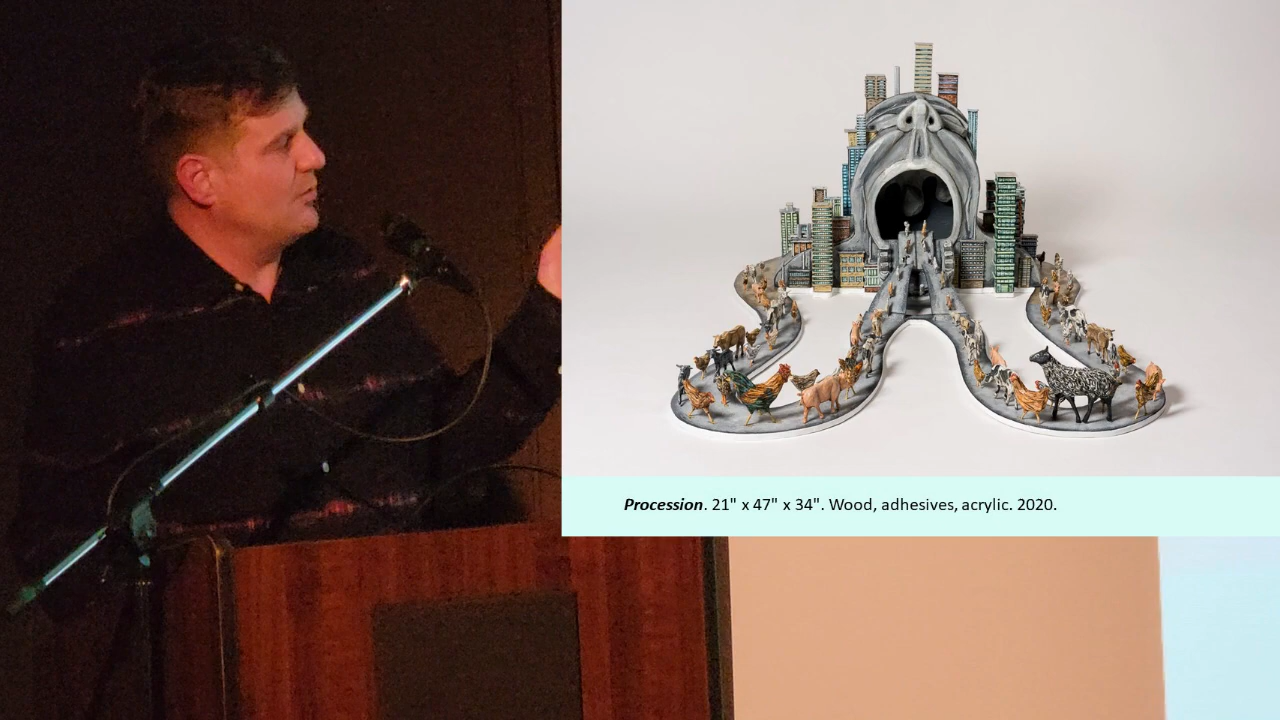 Procession. 21" x 47" x 34". Wood, adhesives, acrylic. 2020.